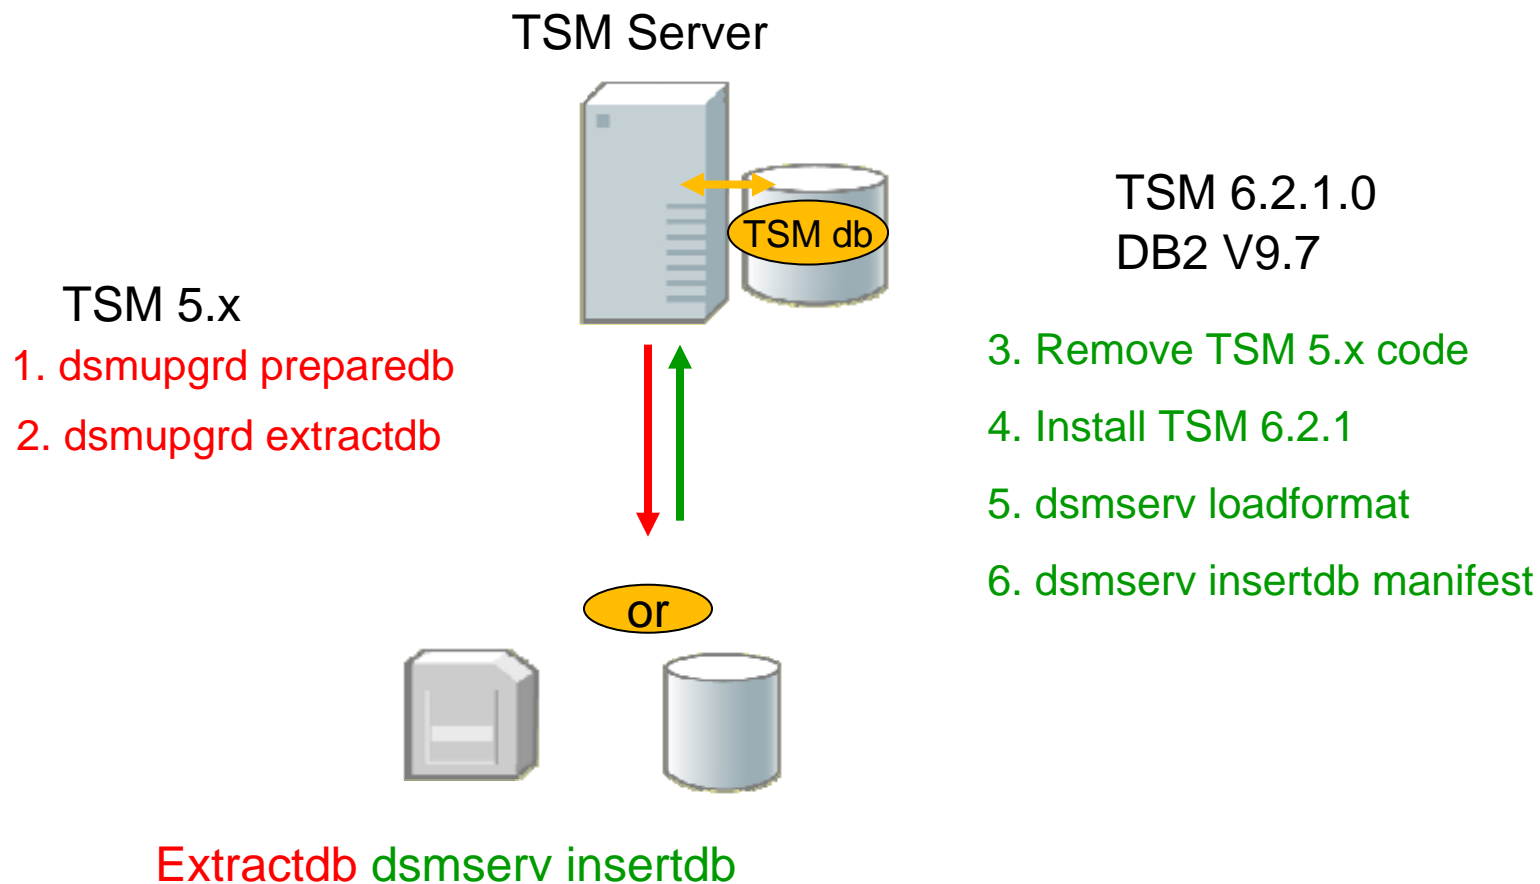 TSM Server
TSM db
TSM 5.x
1. dsmupgrd preparedb
2. dsmupgrd extractdb
TSM 6.2.1.0
DB2 V9.7
3. Remove TSM 5.x code
4. Install TSM 6.2.1
5. dsmserv loadformat
6. dsmserv insertdb manifest
or
Extractdb dsmserv insertdb